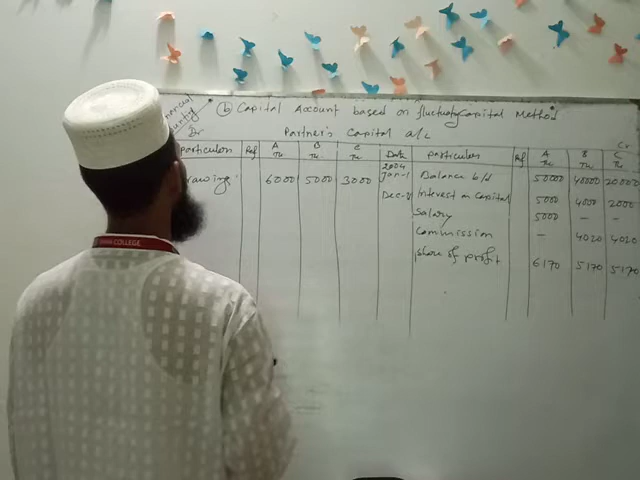 (b) Capital Account based on fluctuating Capital Method
Dr Partner's Capital a/c Cr
Particulars Ref A Tk. B Tk. C Tk. Date Particulars Ref A Tk B Tk C Tk
2004
rawing 6000 5000 3000 Jan-1 Balance b/d 50000 40000 20000
Dec- Interest on Capital 5000 4000 2000
Salary 5000 - -
Commission - 4020 4020
Share of profit 6170 5170 5170
COLLEGE